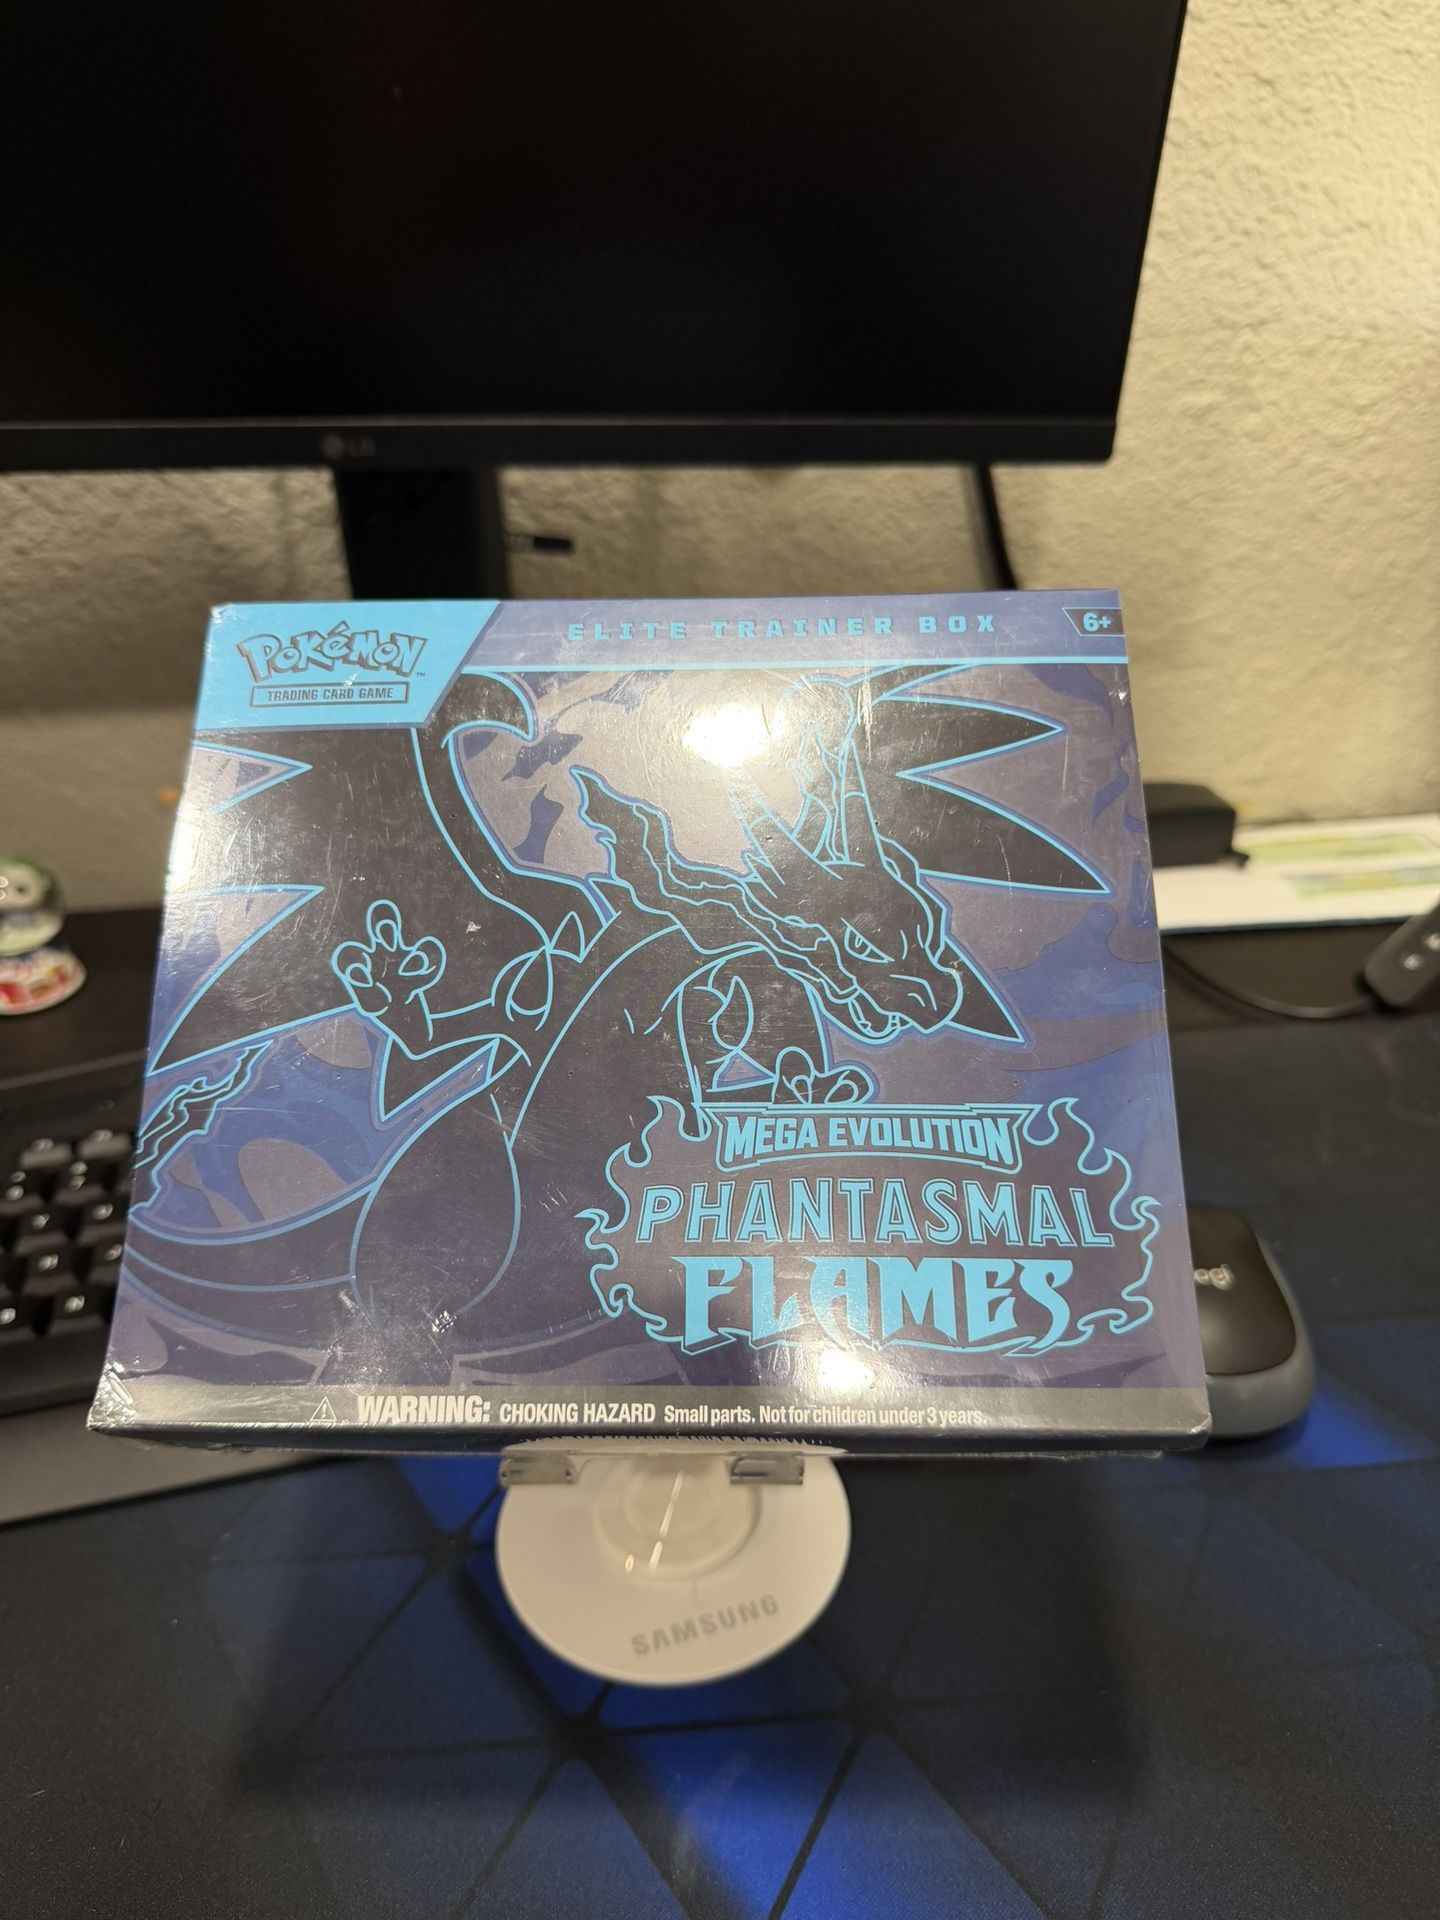 LG
POKéMON™
TRADING CARD GAME
ELITE TRAINER BOX
6+
MEGA EVOLUTION
PHANTASMAL
FLAMES
WARNING: CHOKING HAZARD Small parts. Not for children under 3 years.
SAMSUNG